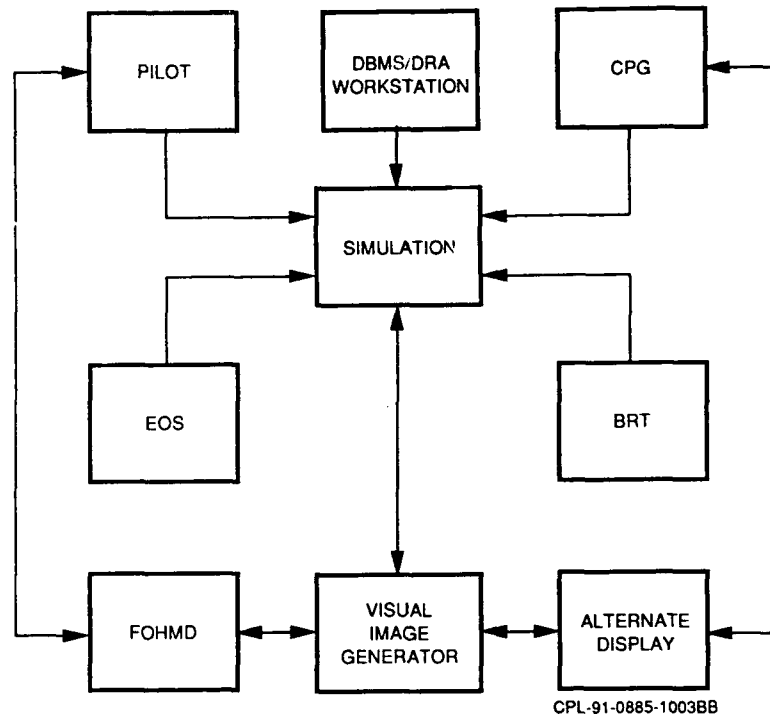 PILOT
DBMS/DRA
WORKSTATION
CPG
SIMULATION
EOS
BRT
FOHMD
VISUAL
IMAGE
GENERATOR
ALTERNATE
DISPLAY
CPL-91-0885-1003BB